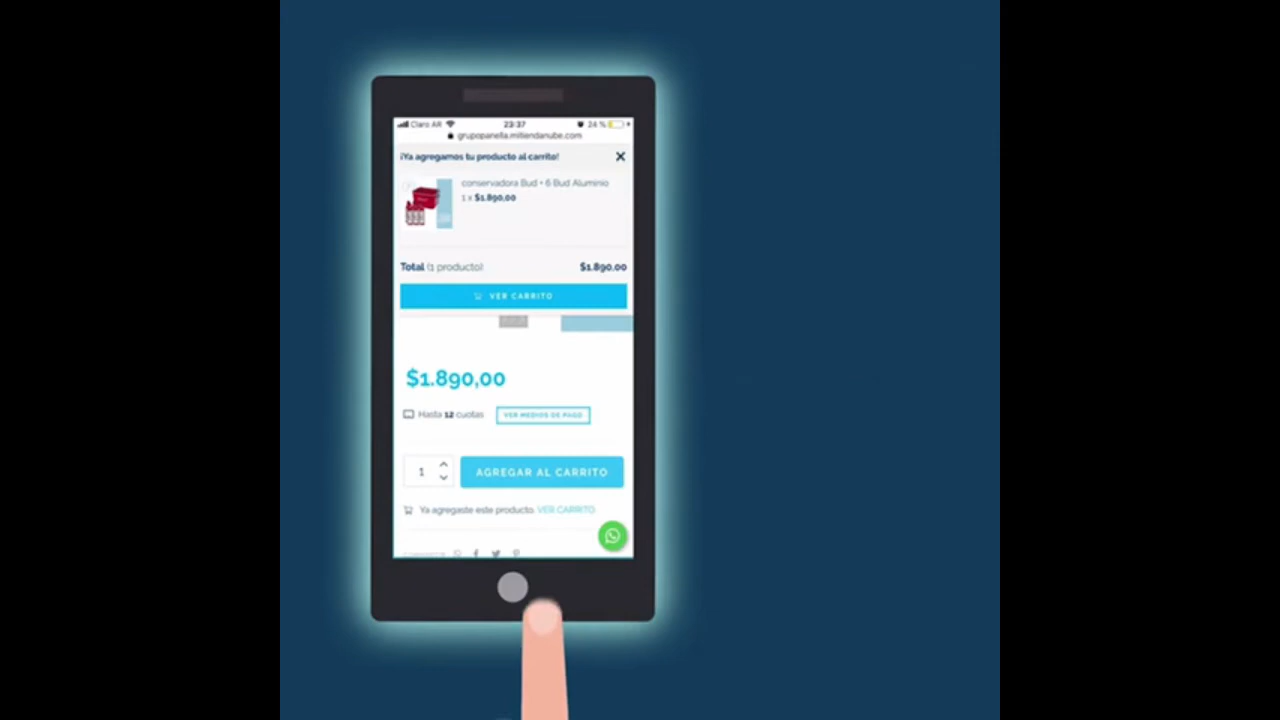 Claro AR 23:37 24 %
grupopanella.mitiendanube.com
¡Ya agregamos tu producto al carrito!
conservadora Bud + 6 Bud Aluminio
1 x $1.890,00
Total (1 producto) $1.890,00
VER CARRITO
$1.890,00
Hasta 12 cuotas VER MEDIOS DE PAGO
1 AGREGAR AL CARRITO
Ya agregaste este producto. VER CARRITO